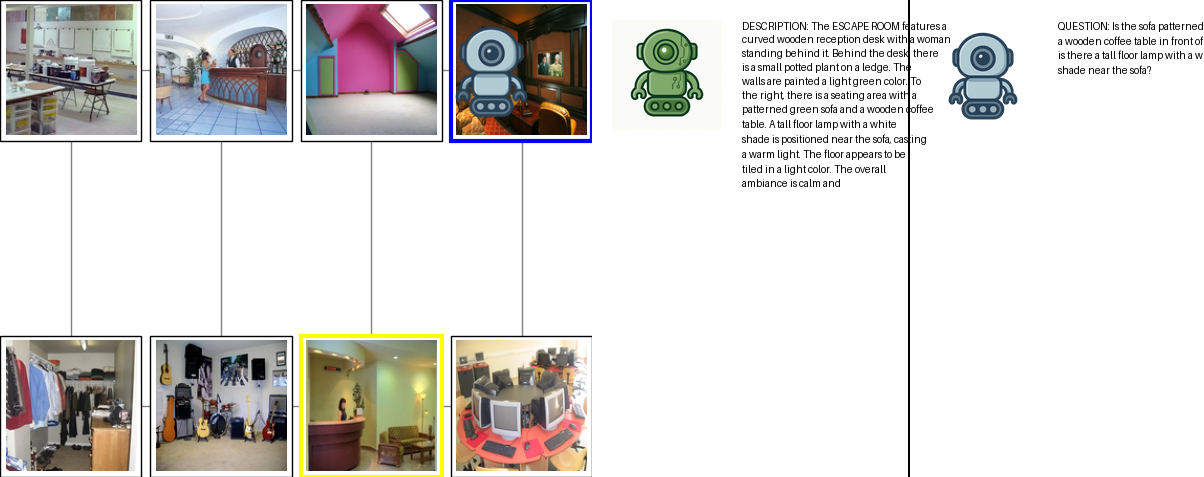 DESCRIPTION: The ESCAPE ROOM features a
curved wooden reception desk with a woman
standing behind it. Behind the desk, there
is a small potted plant on a ledge. The
walls are painted a light green color. To
the right, there is a seating area with a
patterned green sofa and a wooden coffee
table. A tall floor lamp with a white
shade is positioned near the sofa, casting
a warm light. The floor appears to be
tiled in a light color. The overall
ambiance is calm and
QUESTION: Is the sofa patterned
a wooden coffee table in front of
is there a tall floor lamp with a w
shade near the sofa?